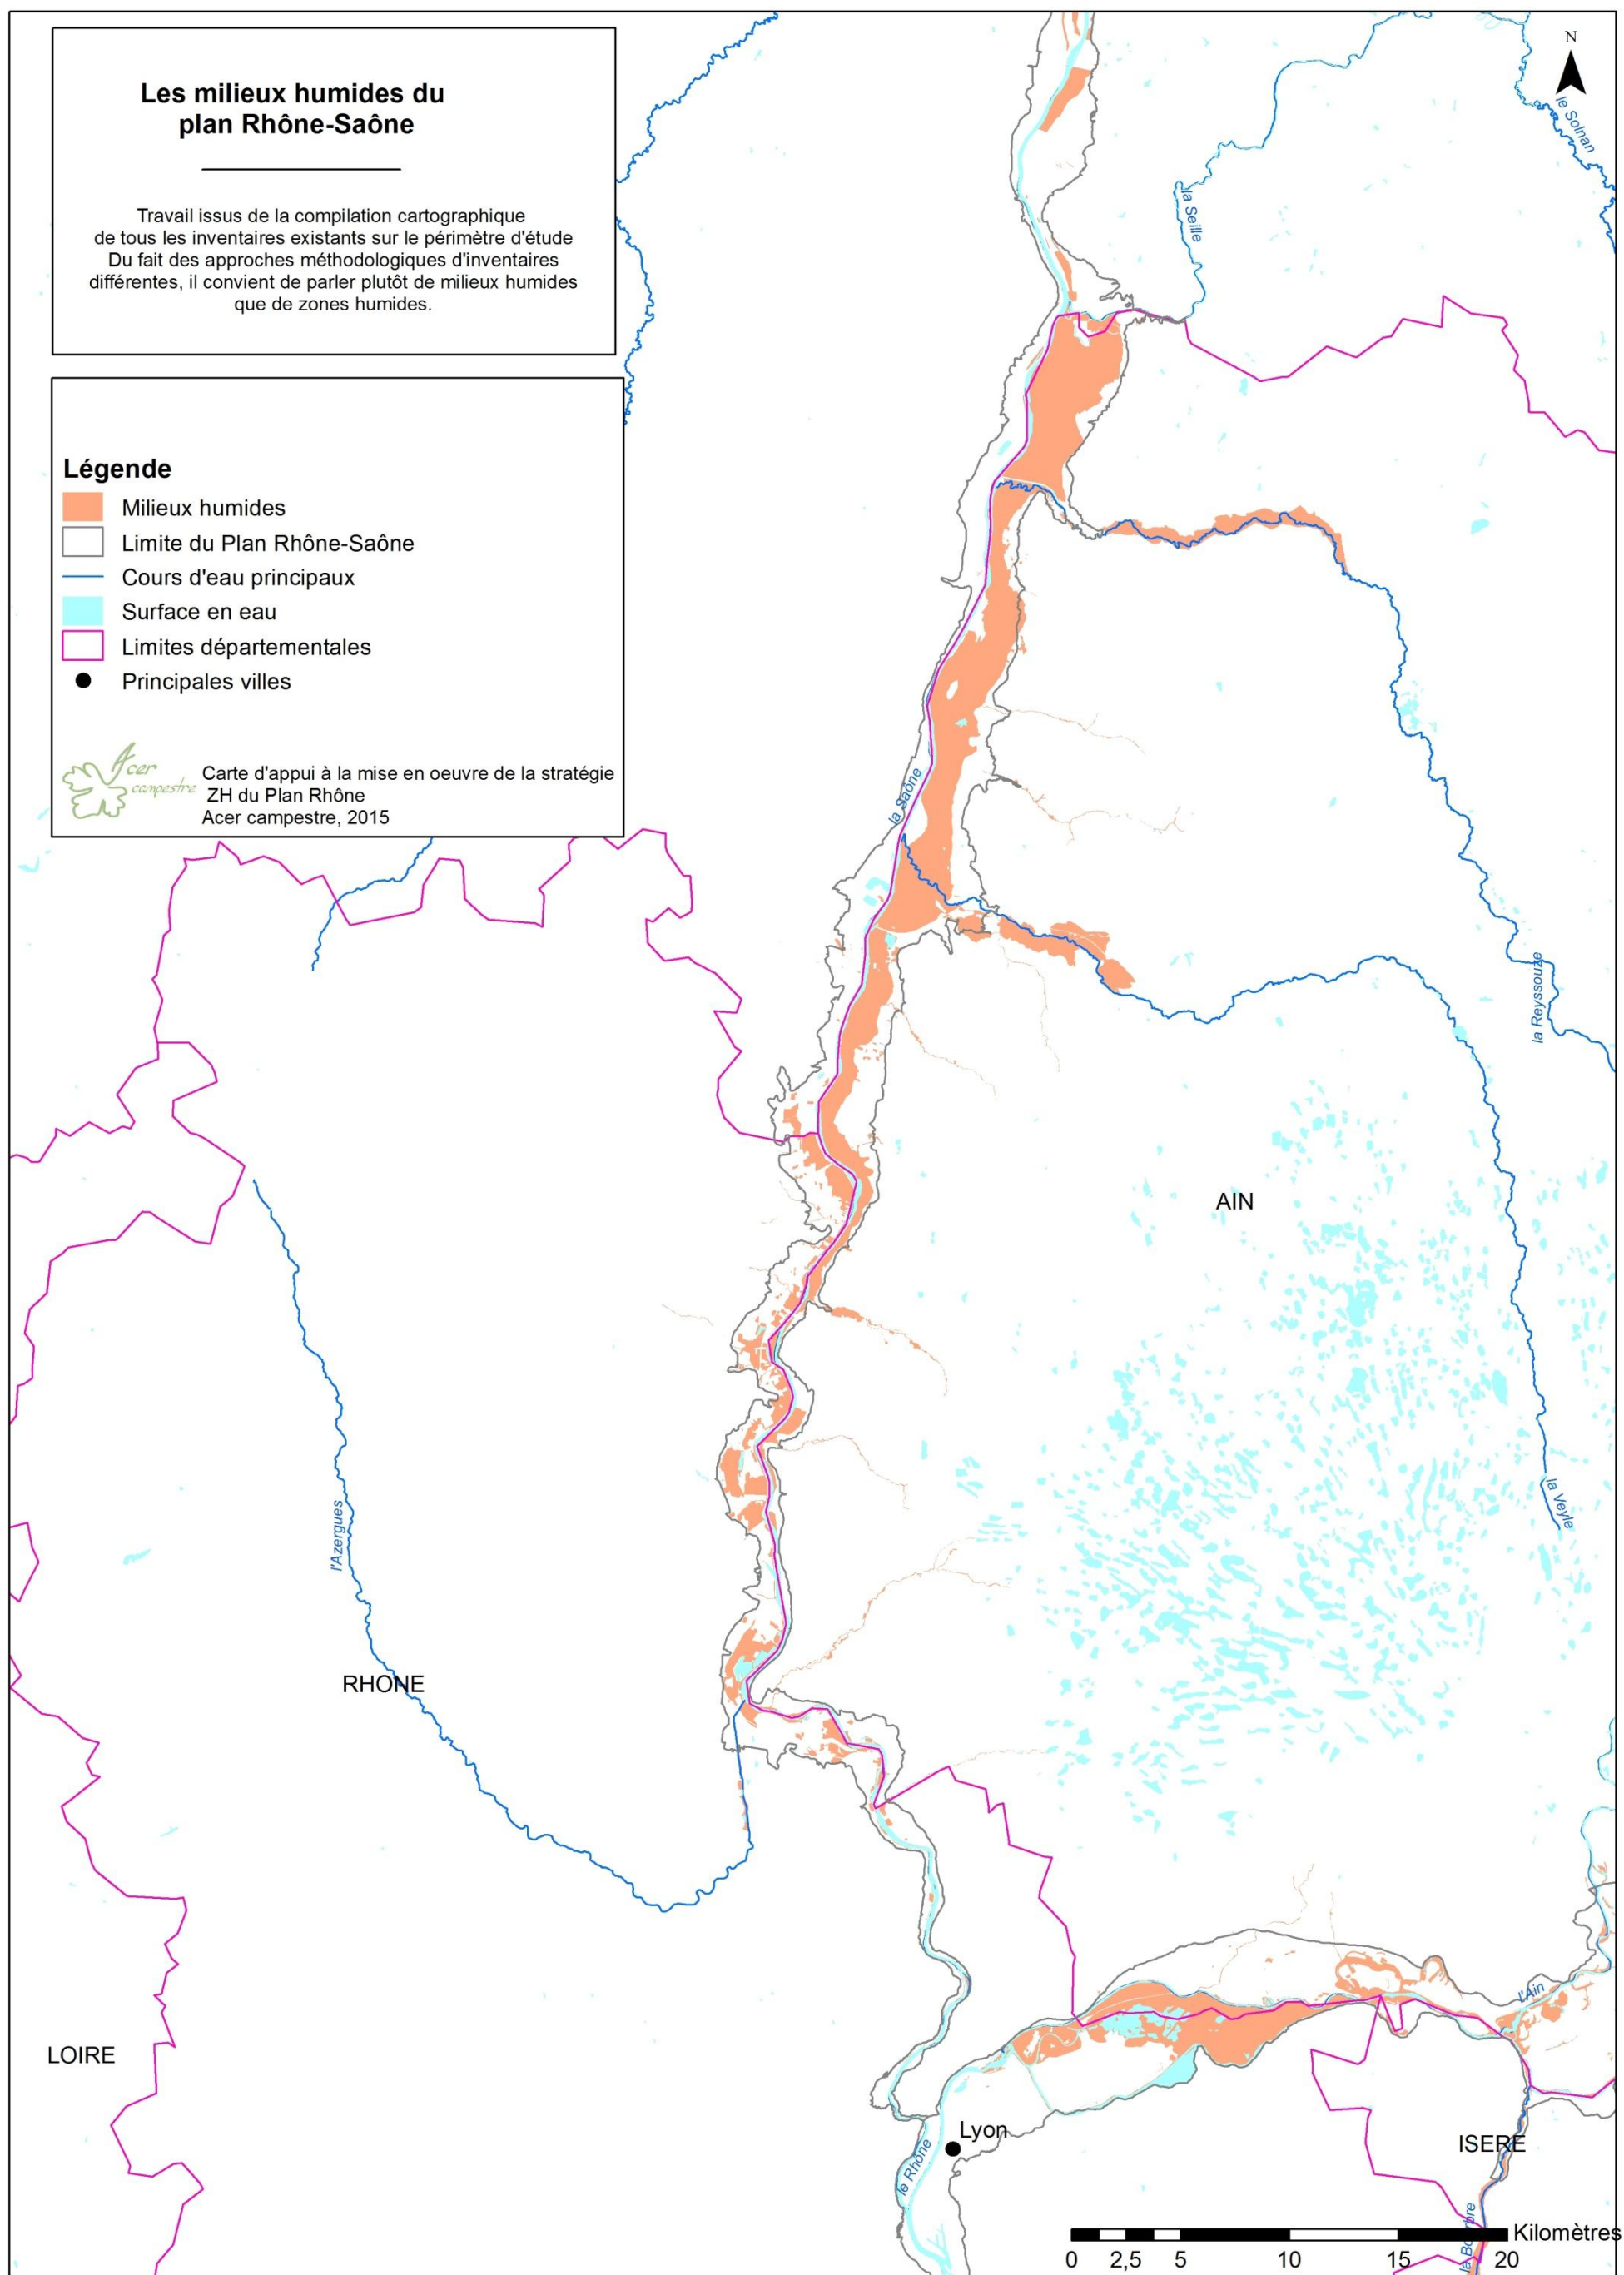 Les milieux humides du
plan Rhône-Saône
Travail issus de la compilation cartographique
de tous les inventaires existants sur le périmètre d'étude
Du fait des approches méthodologiques d'inventaires
différentes, il convient de parler plutôt de milieux humides
que de zones humides.
N
le Solnan
la Seille
Légende
Milieux humides
Limite du Plan Rhône-Saône
Cours d'eau principaux
Surface en eau
Limites départementales
Principales villes
Acer
campestre
Carte d'appui à la mise en oeuvre de la stratégie
ZH du Plan Rhône
Acer campestre, 2015
la Saône
la Reyssouze
AIN
l'Azergues
la Veyle
RHONE
l'Ain
LOIRE
Lyon
ISERE
le Rhône
la Bourbre
Kilomètres
0 2,5 5 10 15 20